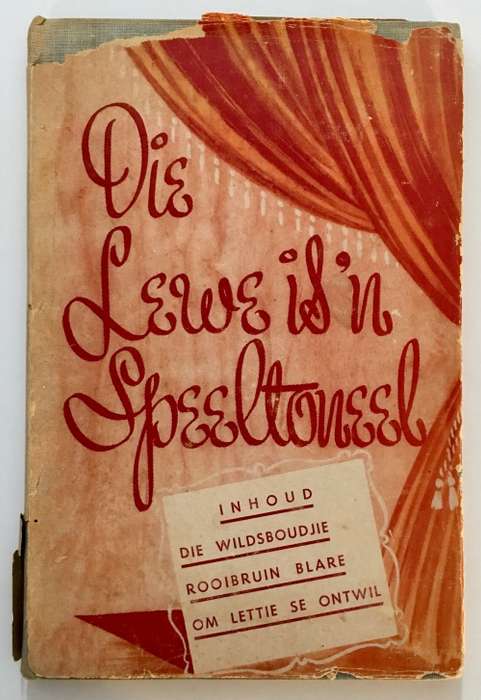 Die
Lewe is 'n
Speeltoneel
INHOUD
DIE WILDSBOUDJIE
ROOIBRUIN BLARE
OM LETTIE SE ONTWIL